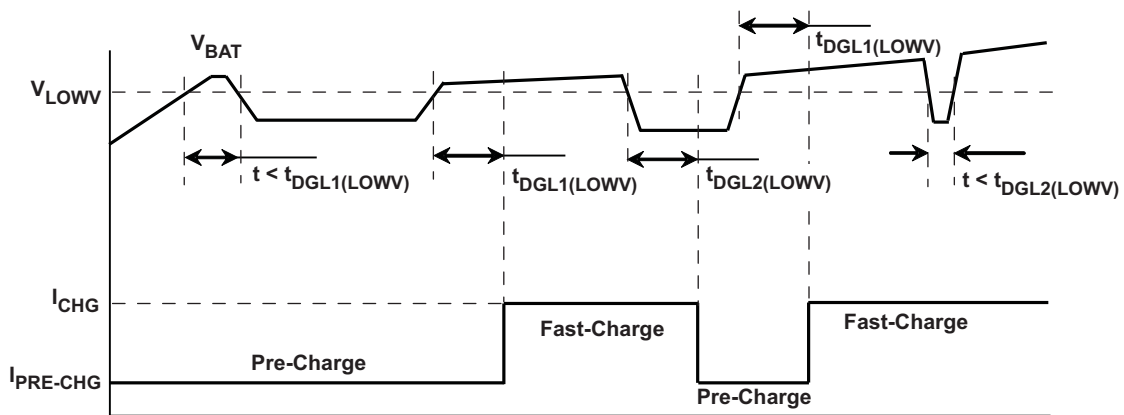 t_DGL1(LOWV)
V_BAT
V_LOWV
t < t_DGL1(LOWV)
t_DGL1(LOWV)
t_DGL2(LOWV)
t < t_DGL2(LOWV)
I_CHG
Fast-Charge
Fast-Charge
Pre-Charge
I_PRE-CHG
Pre-Charge